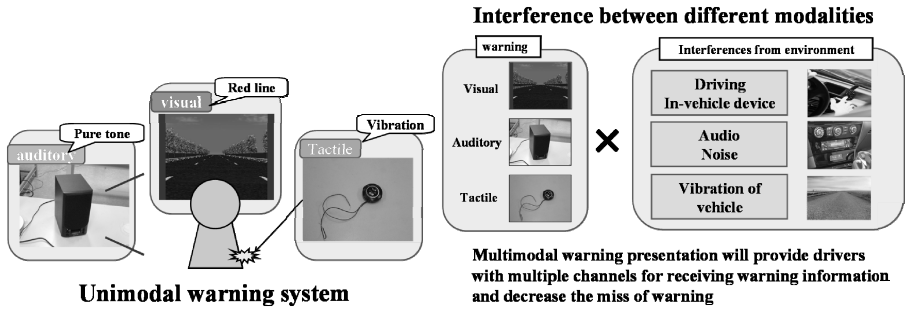 Pure tone
auditory
Red line
visual
Vibration
Tactile
Unimodal warning system
Interference between different modalities
warning
Visual
Auditory
Tactile
×
Interferences from environment
Driving
In-vehicle device
Audio
Noise
Vibration of
vehicle
Multimodal warning presentation will provide drivers
with multiple channels for receiving warning information
and decrease the miss of warning